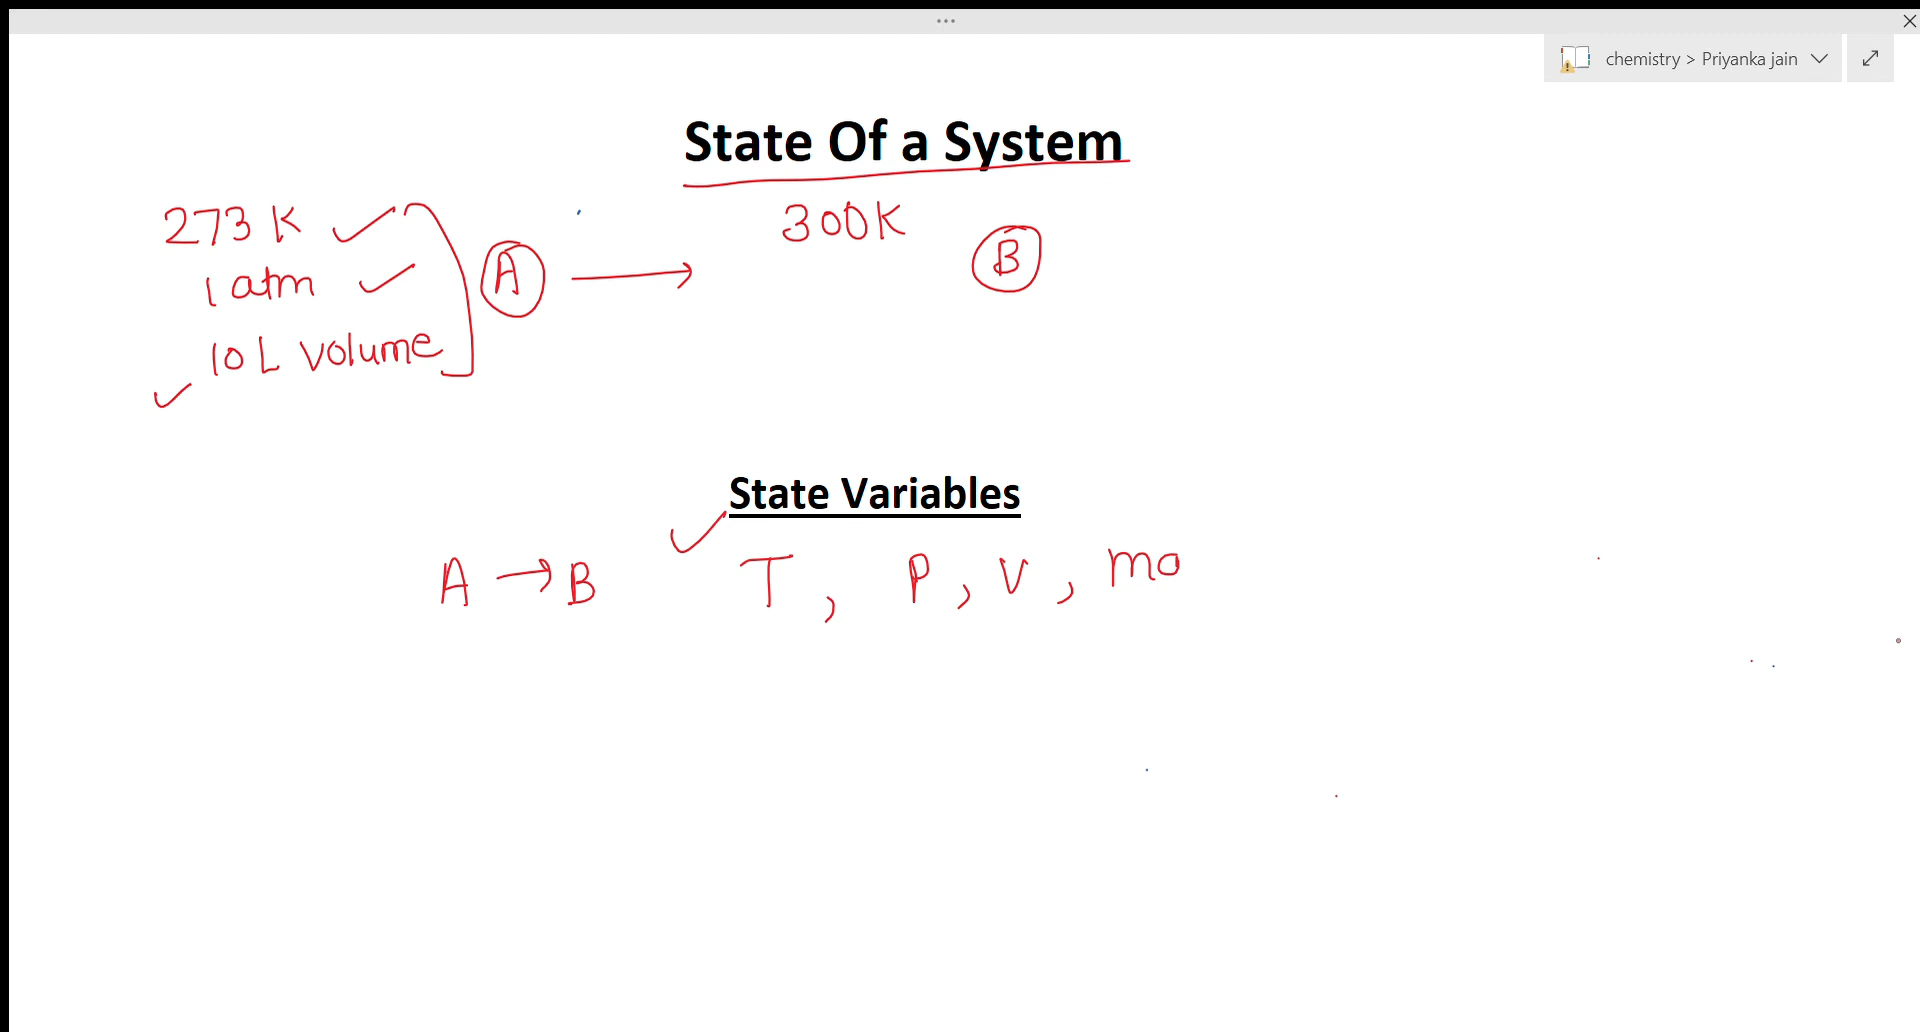 chemistry > Priyanka jain
State Of a System
273 K
300K
1 atm
A
B
10 L volume
State Variables
A → B
T, P, V, mo